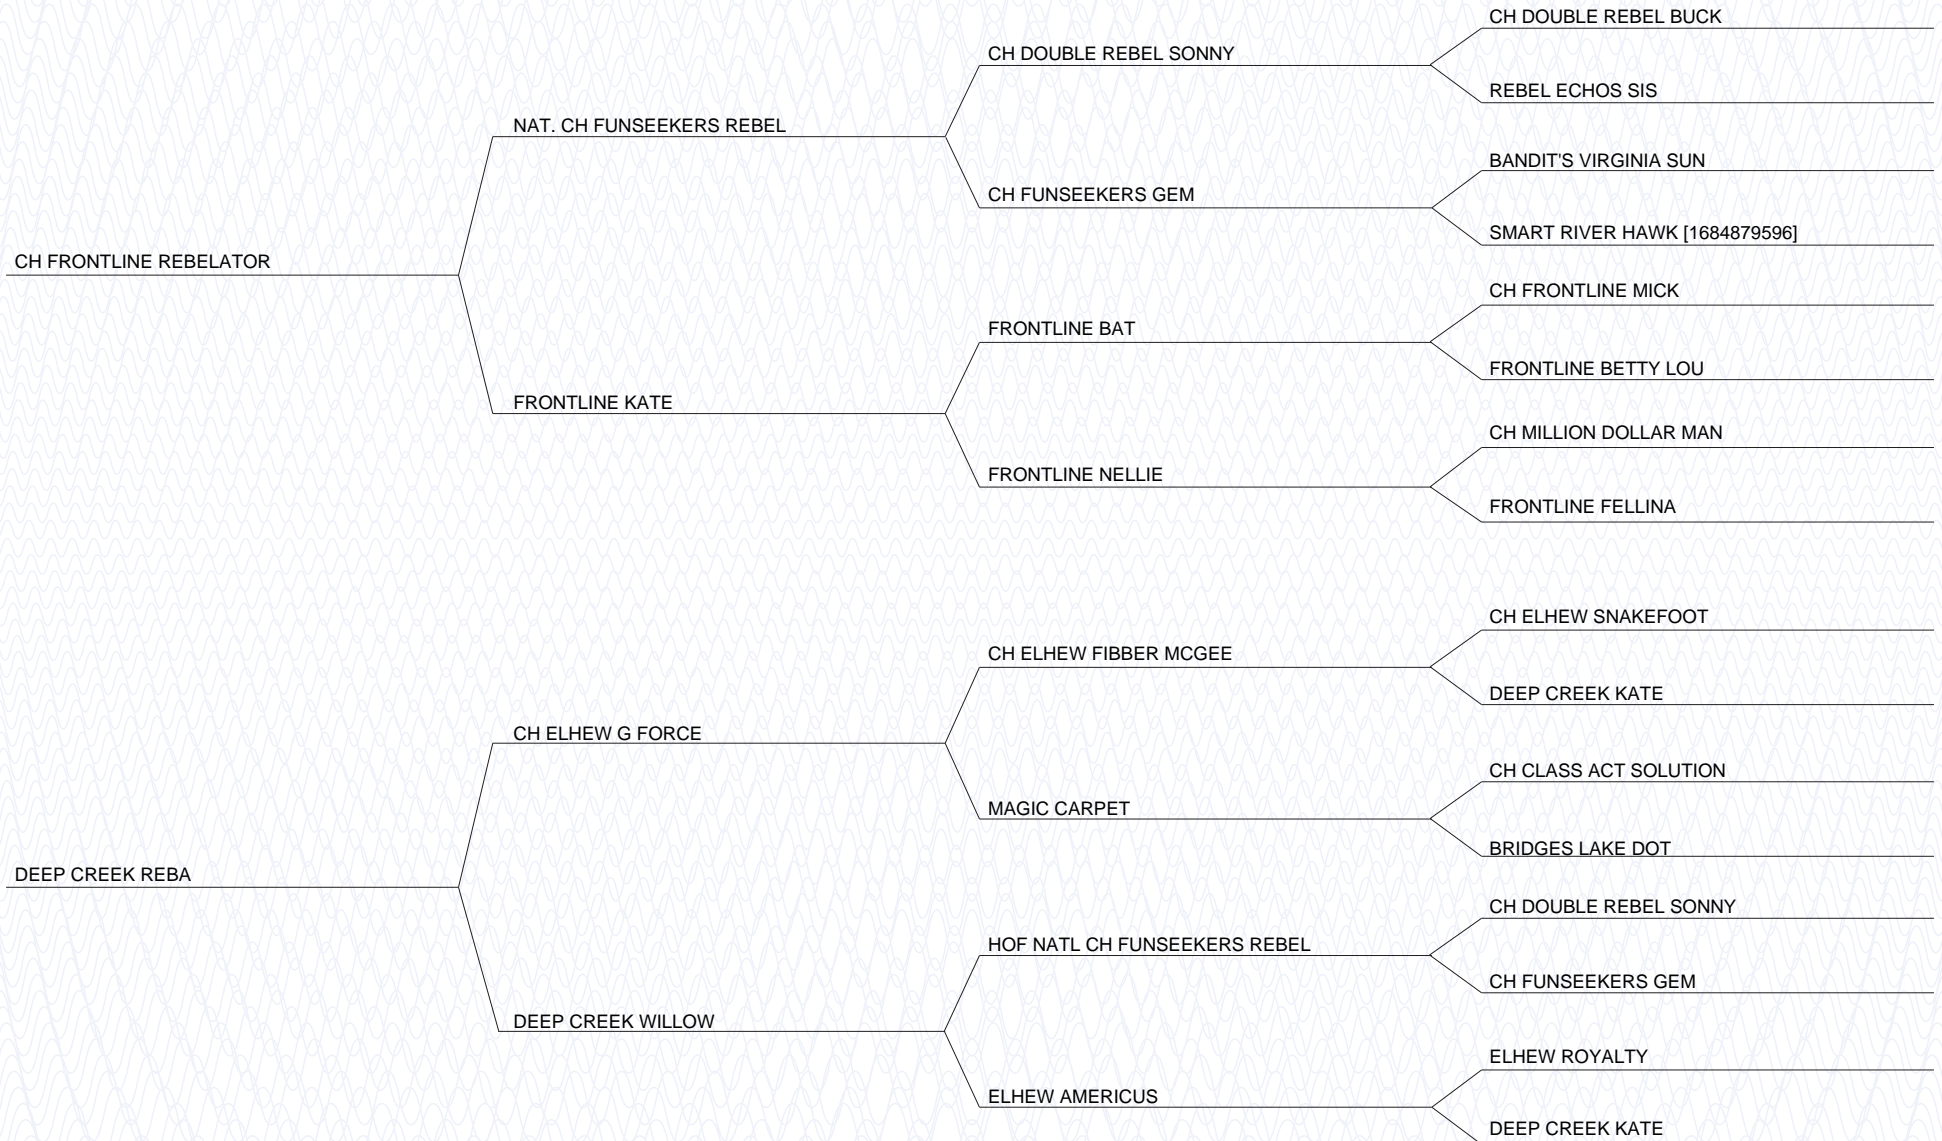 CH DOUBLE REBEL BUCK
CH DOUBLE REBEL SONNY
REBEL ECHOS SIS
NAT. CH FUNSEEKERS REBEL
BANDIT'S VIRGINIA SUN
CH FUNSEEKERS GEM
SMART RIVER HAWK [1684879596]
CH FRONTLINE REBELATOR
CH FRONTLINE MICK
FRONTLINE BAT
FRONTLINE BETTY LOU
FRONTLINE KATE
CH MILLION DOLLAR MAN
FRONTLINE NELLIE
FRONTLINE FELLINA
CH ELHEW SNAKEFOOT
CH ELHEW FIBBER MCGEE
DEEP CREEK KATE
CH ELHEW G FORCE
CH CLASS ACT SOLUTION
MAGIC CARPET
BRIDGES LAKE DOT
DEEP CREEK REBA
CH DOUBLE REBEL SONNY
HOF NATL CH FUNSEEKERS REBEL
CH FUNSEEKERS GEM
DEEP CREEK WILLOW
ELHEW ROYALTY
ELHEW AMERICUS
DEEP CREEK KATE